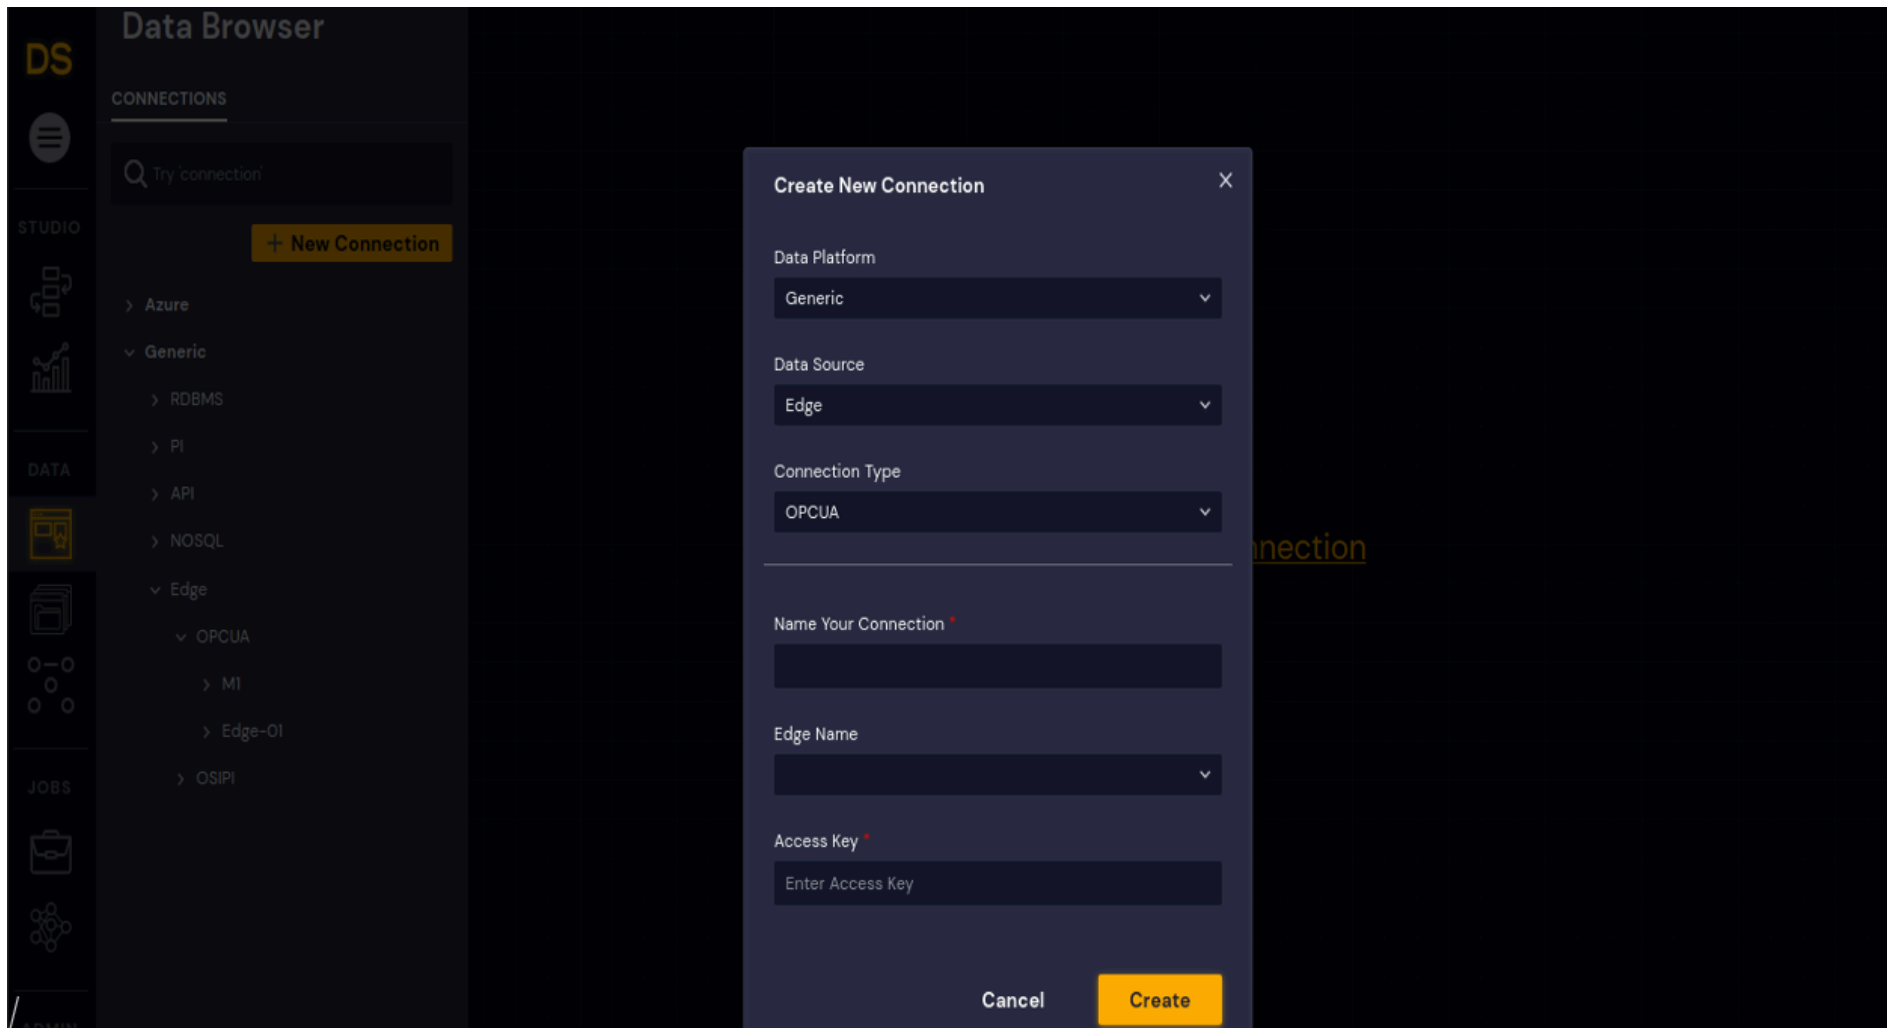 Data Browser
DS
CONNECTIONS
Try 'connection'
STUDIO
+ New Connection
Azure
Generic
RDBMS
PI
DATA
API
NOSQL
Edge
OPCUA
M1
Edge-01
OSIPI
JOBS
ADMIN
nnection
Create New Connection
X
Data Platform
Generic
Data Source
Edge
Connection Type
OPCUA
Name Your Connection *
Edge Name
Access Key *
Enter Access Key
Cancel
Create